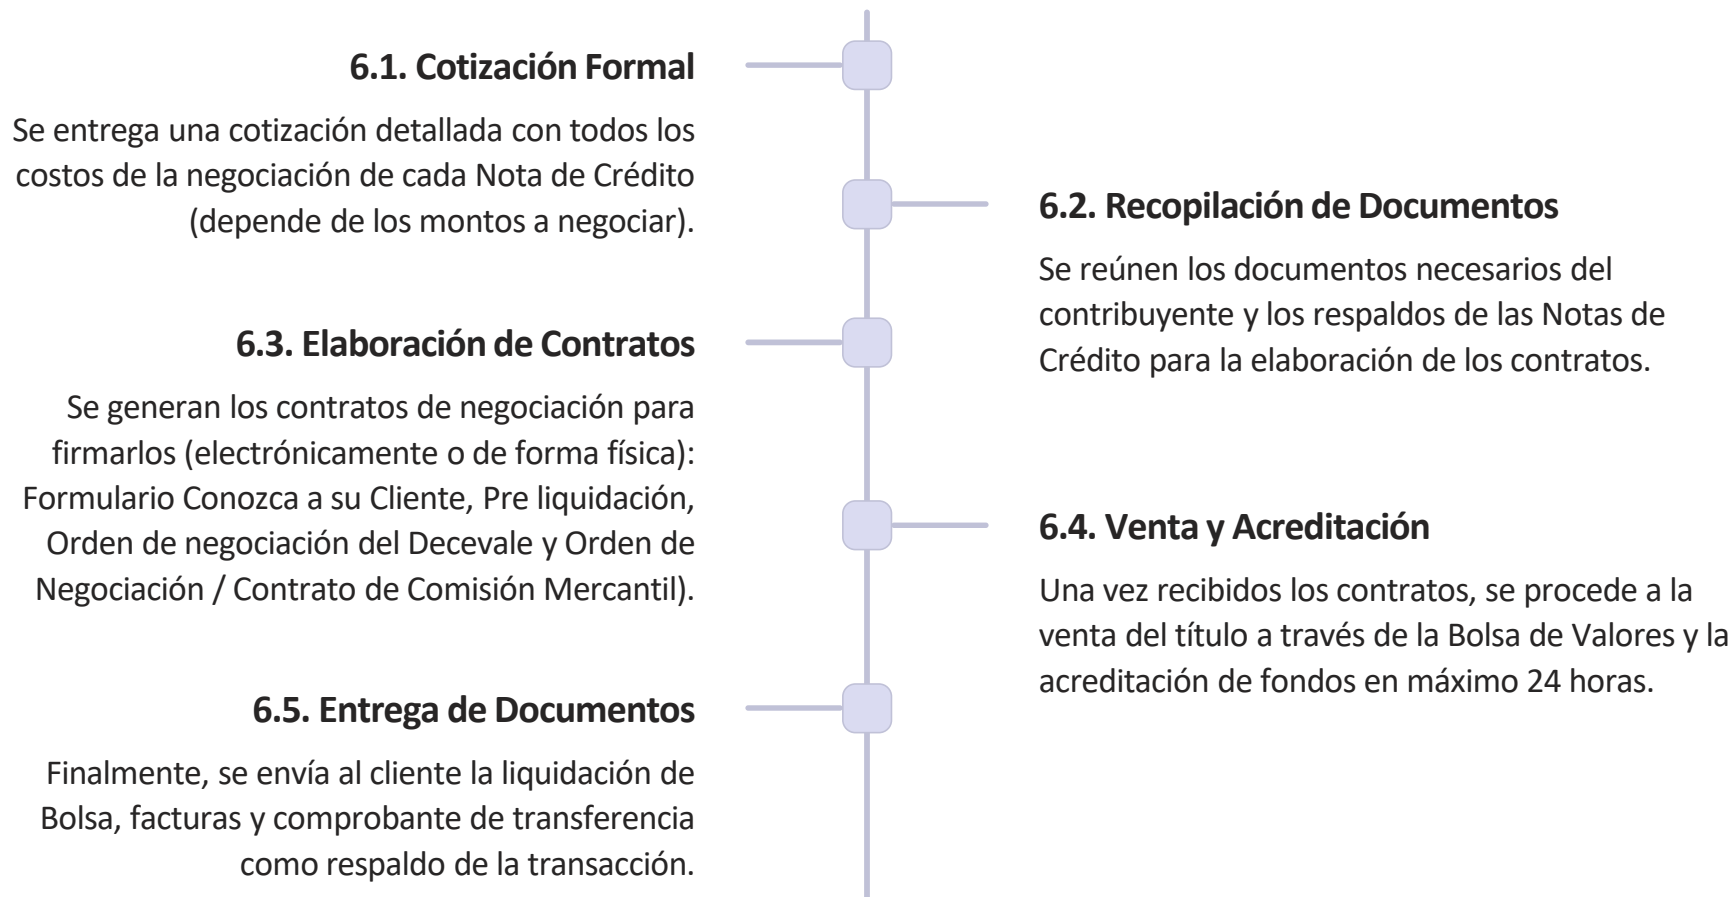 6.1. Cotización Formal
Se entrega una cotización detallada con todos los
costos de la negociación de cada Nota de Crédito
(depende de los montos a negociar).
6.2. Recopilación de Documentos
Se reúnen los documentos necesarios del
contribuyente y los respaldos de las Notas de
Crédito para la elaboración de los contratos.
6.3. Elaboración de Contratos
Se generan los contratos de negociación para
firmarlos (electrónicamente o de forma física):
Formulario Conozca a su Cliente, Pre liquidación,
Orden de negociación del Decevale y Orden de
Negociación / Contrato de Comisión Mercantil).
6.4. Venta y Acreditación
Una vez recibidos los contratos, se procede a la
venta del título a través de la Bolsa de Valores y la
acreditación de fondos en máximo 24 horas.
6.5. Entrega de Documentos
Finalmente, se envía al cliente la liquidación de
Bolsa, facturas y comprobante de transferencia
como respaldo de la transacción.